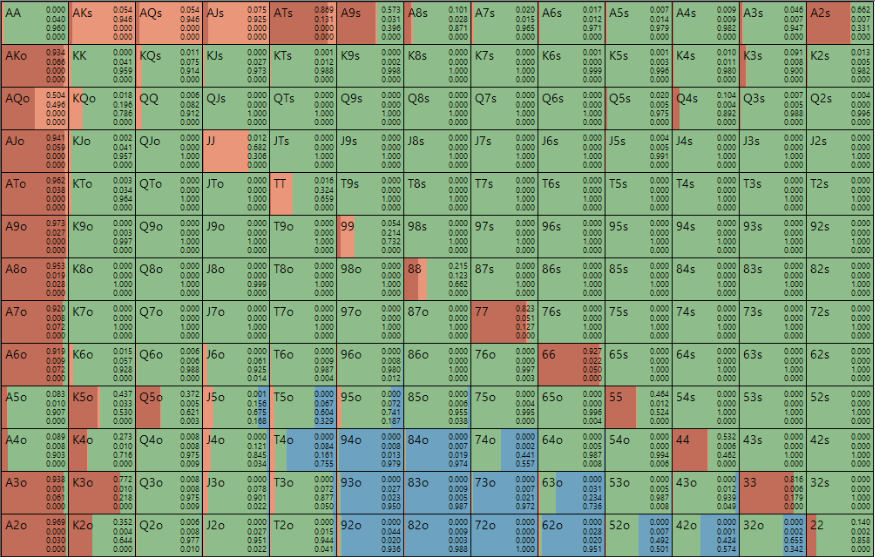 AA 0.000 AKs 0.054 AQs 0.054 AJs 0.075 ATs 0.869 A9s 0.573 A8s 0.101 A7s 0.020 A6s 0.017 A5s 0.007 A4s 0.009 A3s 0.046 A2s 0.662
0.040 0.946 0.946 0.925 0.131 0.031 0.028 0.015 0.012 0.014 0.009 0.007 0.007
0.960 0.000 0.000 0.000 0.000 0.396 0.871 0.965 0.971 0.979 0.982 0.947 0.331
0.000 0.000 0.000 0.000 0.000 0.000 0.000 0.000 0.000 0.000 0.000 0.000 0.000
AKo 0.934 KK 0.000 KQs 0.011 KJs 0.000 KTs 0.001 K9s 0.000 K8s 0.000 K7s 0.000 K6s 0.001 K5s 0.001 K4s 0.010 K3s 0.091 K2s 0.013
0.066 0.041 0.075 0.027 0.012 0.002 0.002 0.000 0.000 0.003 0.011 0.008 0.005
0.000 0.959 0.914 0.973 0.988 0.998 0.998 1.000 0.999 0.996 0.980 0.900 0.982
0.000 0.000 0.000 0.000 0.000 0.000 0.000 0.000 0.000 0.000 0.000 0.000 0.000
AQo 0.504 KQo 0.018 QQ 0.006 QJs 0.000 QTs 0.000 Q9s 0.000 Q8s 0.000 Q7s 0.000 Q6s 0.000 Q5s 0.020 Q4s 0.104 Q3s 0.007 Q2s 0.000
0.496 0.196 0.082 0.000 0.000 0.000 0.000 0.000 0.000 0.005 0.004 0.005 0.004
0.000 0.786 0.912 1.000 1.000 1.000 1.000 1.000 1.000 0.975 0.892 0.988 0.996
0.000 0.000 0.000 0.000 0.000 0.000 0.000 0.000 0.000 0.000 0.000 0.000 0.000
AJo 0.941 KJo 0.002 QJo 0.000 JJ 0.012 JTs 0.000 J9s 0.000 J8s 0.000 J7s 0.000 J6s 0.000 J5s 0.004 J4s 0.000 J3s 0.000 J2s 0.000
0.059 0.041 0.000 0.682 0.000 0.000 0.000 0.000 0.000 0.005 0.000 0.000 0.000
0.000 0.957 1.000 0.306 1.000 1.000 1.000 1.000 1.000 0.991 1.000 1.000 1.000
0.000 0.000 0.000 0.000 0.000 0.000 0.000 0.000 0.000 0.000 0.000 0.000 0.000
ATo 0.962 KTo 0.003 QTo 0.000 JTo 0.000 TT 0.016 T9s 0.000 T8s 0.000 T7s 0.000 T6s 0.000 T5s 0.000 T4s 0.000 T3s 0.000 T2s 0.000
0.038 0.034 0.000 0.000 0.324 0.000 0.000 0.000 0.000 0.000 0.000 0.000 0.000
0.000 0.964 1.000 1.000 0.659 1.000 1.000 1.000 1.000 1.000 1.000 1.000 1.000
0.000 0.000 0.000 0.000 0.000 0.000 0.000 0.000 0.000 0.000 0.000 0.000 0.000
A9o 0.973 K9o 0.000 Q9o 0.000 J9o 0.000 T9o 0.000 99 0.054 98s 0.000 97s 0.000 96s 0.000 95s 0.000 94s 0.000 93s 0.000 92s 0.000
0.027 0.003 0.000 0.000 0.000 0.214 0.000 0.000 0.000 0.000 0.000 0.000 0.000
0.000 0.997 1.000 1.000 1.000 0.732 1.000 1.000 1.000 1.000 1.000 1.000 1.000
0.000 0.000 0.000 0.000 0.000 0.000 0.000 0.000 0.000 0.000 0.000 0.000 0.000
A8o 0.953 K8o 0.000 Q8o 0.000 J8o 0.000 T8o 0.000 98o 0.000 88 0.215 87s 0.000 86s 0.000 85s 0.000 84s 0.000 83s 0.000 82s 0.000
0.019 0.000 0.000 0.000 0.000 0.000 0.123 0.000 0.000 0.000 0.000 0.000 0.000
0.028 1.000 1.000 0.999 1.000 1.000 0.662 1.000 1.000 1.000 1.000 1.000 1.000
0.000 0.000 0.000 0.000 0.000 0.000 0.000 0.000 0.000 0.000 0.000 0.000 0.000
A7o 0.920 K7o 0.000 Q7o 0.000 J7o 0.000 T7o 0.000 97o 0.000 87o 0.000 77 0.823 76s 0.000 75s 0.000 74s 0.000 73s 0.000 72s 0.000
0.008 0.000 0.000 0.000 0.000 0.000 0.000 0.051 0.000 0.000 0.000 0.000 0.000
0.072 1.000 1.000 1.000 1.000 1.000 1.000 0.127 1.000 1.000 1.000 1.000 1.000
0.000 0.000 0.000 0.000 0.000 0.000 0.000 0.000 0.000 0.000 0.000 0.000 0.000
A6o 0.919 K6o 0.015 Q6o 0.006 J6o 0.000 T6o 0.000 96o 0.000 86o 0.000 76o 0.000 66 0.927 65s 0.000 64s 0.000 63s 0.000 62s 0.000
0.009 0.057 0.006 0.061 0.009 0.008 0.000 0.000 0.022 0.000 0.000 0.000 0.000
0.072 0.928 0.988 0.925 0.987 0.980 1.000 0.997 0.050 1.000 1.000 1.000 1.000
0.000 0.000 0.000 0.014 0.004 0.012 0.000 0.003 0.000 0.000 0.000 0.000 0.000
A5o 0.083 K5o 0.437 Q5o 0.372 J5o 0.001 T5o 0.000 95o 0.000 85o 0.000 75o 0.000 65o 0.000 55 0.464 54s 0.000 53s 0.000 52s 0.000
0.010 0.033 0.005 0.156 0.067 0.072 0.006 0.004 0.000 0.012 0.000 0.000 0.000
0.907 0.530 0.621 0.675 0.604 0.741 0.955 0.995 0.996 0.524 1.000 1.000 1.000
0.000 0.000 0.003 0.168 0.329 0.187 0.038 0.000 0.004 0.000 0.000 0.000 0.000
A4o 0.089 K4o 0.273 Q4o 0.008 J4o 0.000 T4o 0.000 94o 0.000 84o 0.000 74o 0.000 64o 0.000 54o 0.000 44 0.532 43s 0.000 42s 0.000
0.008 0.010 0.008 0.121 0.084 0.008 0.007 0.002 0.005 0.000 0.006 0.000 0.000
0.903 0.716 0.984 0.845 0.161 0.013 0.019 0.441 0.987 0.994 0.462 1.000 1.000
0.000 0.000 0.000 0.034 0.755 0.979 0.974 0.557 0.008 0.006 0.000 0.000 0.000
A3o 0.938 K3o 0.772 Q3o 0.008 J3o 0.000 T3o 0.000 93o 0.000 83o 0.000 73o 0.000 63o 0.000 53o 0.000 43o 0.000 33 0.816 32s 0.000
0.001 0.010 0.008 0.078 0.072 0.027 0.009 0.007 0.031 0.005 0.012 0.006 0.000
0.061 0.218 0.975 0.901 0.877 0.023 0.005 0.021 0.234 0.987 0.939 0.179 1.000
0.000 0.000 0.009 0.022 0.050 0.950 0.987 0.972 0.736 0.008 0.049 0.000 0.000
A2o 0.969 K2o 0.352 Q2o 0.006 J2o 0.000 T2o 0.000 92o 0.000 82o 0.000 72o 0.000 62o 0.000 52o 0.000 42o 0.000 32o 0.000 22 0.140
0.000 0.004 0.008 0.027 0.015 0.044 0.009 0.000 0.028 0.007 0.001 0.002 0.002
0.030 0.644 0.977 0.951 0.944 0.020 0.003 0.000 0.020 0.492 0.424 0.655 0.858
0.000 0.000 0.010 0.022 0.041 0.936 0.988 1.000 0.951 0.501 0.574 0.342 0.000